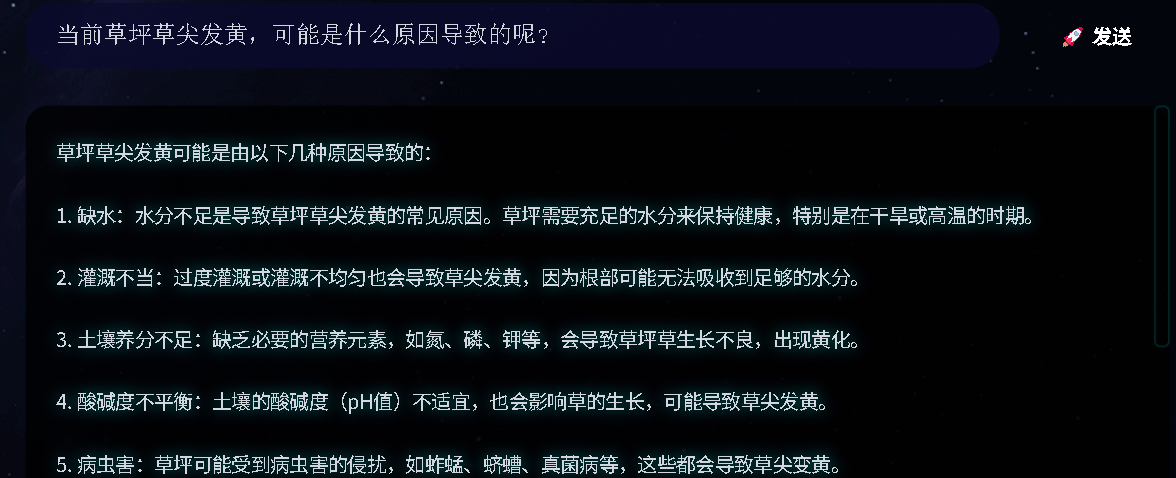 当前草坪草尖发黄，可能是什么原因导致的呢?
🚀 发送
草坪草尖发黄可能是由以下几种原因导致的：
1. 缺水：水分不足是导致草坪草尖发黄的常见原因。草坪需要充足的水分来保持健康，特别是在干旱或高温的时期。
2. 灌溉不当：过度灌溉或灌溉不均匀也会导致草尖发黄，因为根部可能无法吸收到足够的水分。
3. 土壤养分不足：缺乏必要的营养元素，如氮、磷、钾等，会导致草坪草生长不良，出现黄化。
4. 酸碱度不平衡：土壤的酸碱度（pH值）不适宜，也会影响草的生长，可能导致草尖发黄。
5. 病虫害：草坪可能受到病虫害的侵扰，如蚱蜢、蛴螬、真菌病等，这些都会导致草尖变黄。